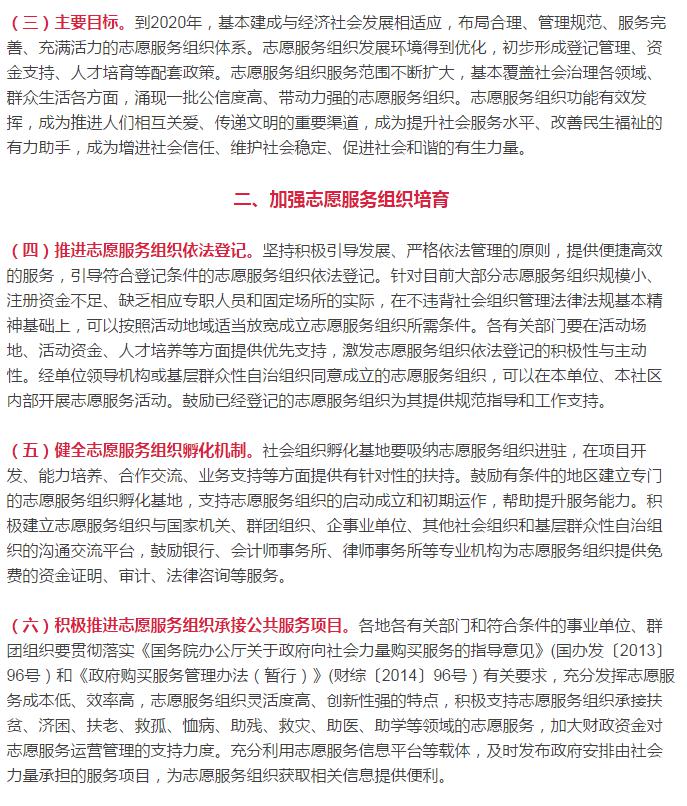 （三）主要目标。到2020年，基本建成与经济社会发展相适应，布局合理、管理规范、服务完
善、充满活力的志愿服务组织体系。志愿服务组织发展环境得到优化，初步形成登记管理、资
金支持、人才培育等配套政策。志愿服务组织服务范围不断扩大，基本覆盖社会治理各领域、
群众生活各方面，涌现一批公信度高、带动力强的志愿服务组织。志愿服务组织功能有效发
挥，成为推进人们相互关爱、传递文明的重要渠道，成为提升社会服务水平、改善民生福祉的
有力助手，成为增进社会信任、维护社会稳定、促进社会和谐的有生力量。
二、加强志愿服务组织培育
（四）推进志愿服务组织依法登记。坚持积极引导发展、严格依法管理的原则，提供便捷高效
的服务，引导符合登记条件的志愿服务组织依法登记。针对目前大部分志愿服务组织规模小、
注册资金不足、缺乏相应专职人员和固定场所的实际，在不违背社会组织管理法律法规基本精
神基础上，可以按照活动地域适当放宽成立志愿服务组织所需条件。各有关部门要在活动场
地、活动资金、人才培养等方面提供优先支持，激发志愿服务组织依法登记的积极性与主动
性。经单位领导机构或基层群众性自治组织同意成立的志愿服务组织，可以在本单位、本社区
内部开展志愿服务活动。鼓励已经登记的志愿服务组织为其提供规范指导和工作支持。
（五）健全志愿服务组织孵化机制。社会组织孵化基地要吸纳志愿服务组织进驻，在项目开
发、能力培养、合作交流、业务支持等方面提供有针对性的扶持。鼓励有条件的地区建立专门
的志愿服务组织孵化基地，支持志愿服务组织的启动成立和初期运作，帮助提升服务能力。积
极建立志愿服务组织与国家机关、群团组织、企事业单位、其他社会组织和基层群众性自治组
织的沟通交流平台，鼓励银行、会计师事务所、律师事务所等专业机构为志愿服务组织提供免
费的资金证明、审计、法律咨询等服务。
（六）积极推进志愿服务组织承接公共服务项目。各地各有关部门和符合条件的事业单位、群
团组织要贯彻落实《国务院办公厅关于政府向社会力量购买服务的指导意见》(国办发〔2013〕
96号）和《政府购买服务管理办法（暂行）》(财综〔2014〕96号）有关要求，充分发挥志愿服
务成本低、效率高，志愿服务组织灵活度高、创新性强的特点，积极支持志愿服务组织承接扶
贫、济困、扶老、救孤、恤病、助残、救灾、助医、助学等领域的志愿服务，加大财政资金对
志愿服务运营管理的支持力度。充分利用志愿服务信息平台等载体，及时发布政府安排由社会
力量承担的服务项目，为志愿服务组织获取相关信息提供便利。